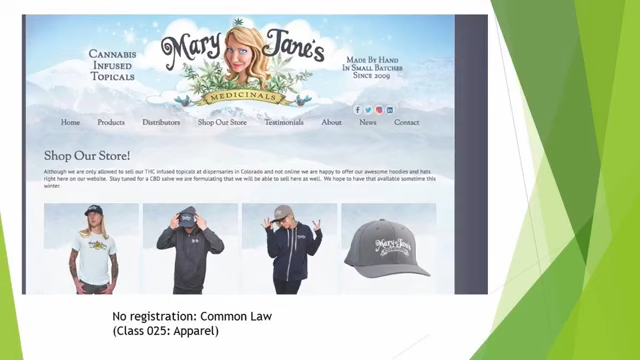 CANNABIS
INFUSED
TOPICALS
Mary Jane's
MEDICINALS
MADE BY HAND
IN SMALL BATCHES
SINCE 2009
Home Products Distributors Shop Our Store Testimonials About News Contact
Shop Our Store!
Although we are only allowed to sell our THC infused topicals at dispensaries in Colorado and not online we are happy to offer our awesome hoodies and hats
right here on our website. Stay tuned for a CBD salve we are formulating that we will be able to sell here as well. We hope to have that available sometime this
winter.
Mary Jane's
No registration: Common Law
(Class 025: Apparel)